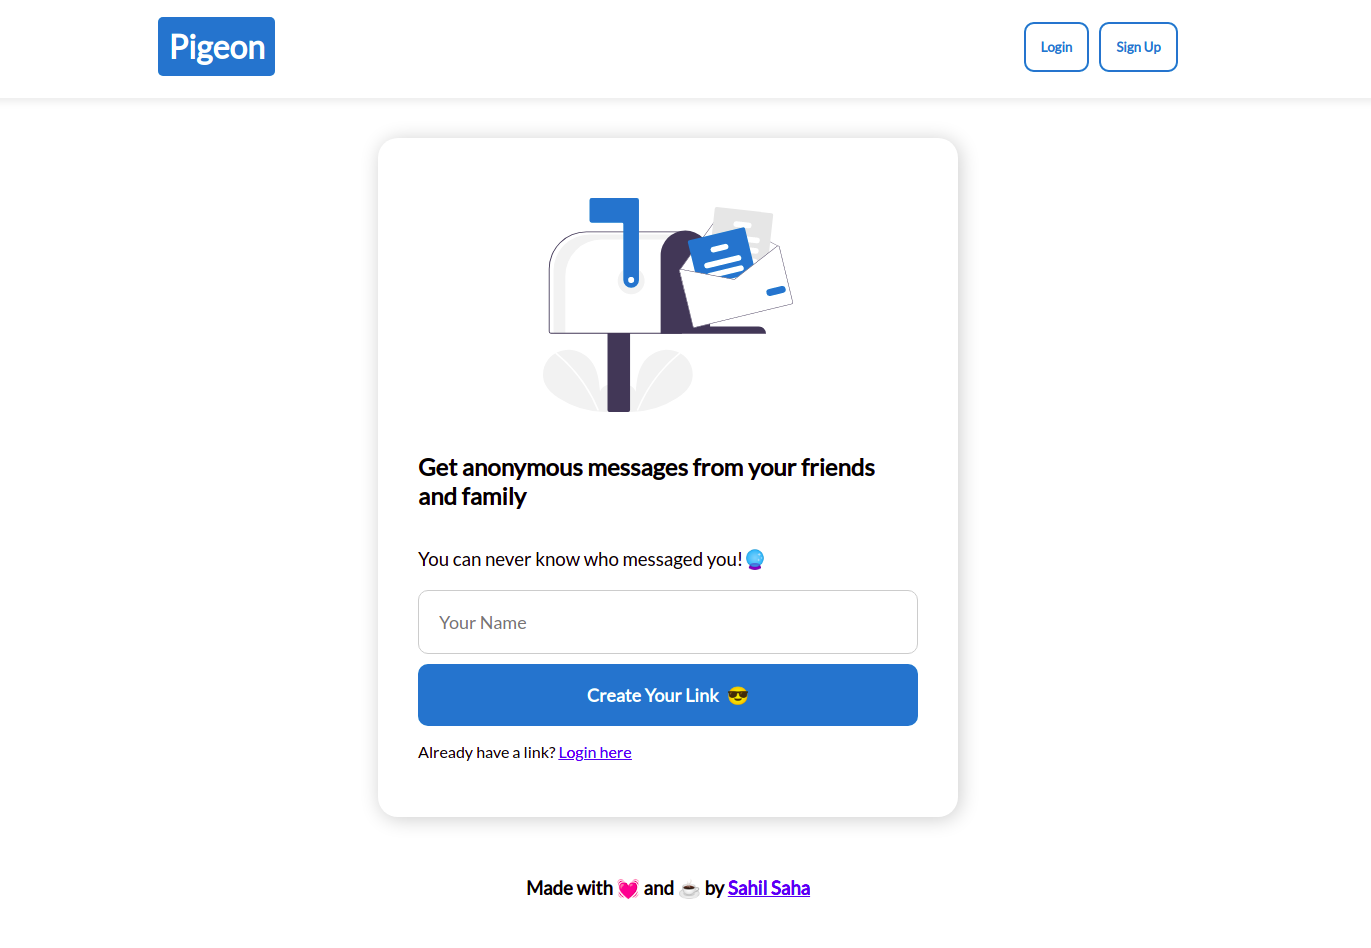 Pigeon
Login
Sign Up
Get anonymous messages from your friends
and family
You can never know who messaged you!🔮
Your Name
Create Your Link 😎
Already have a link? Login here
Made with 💓 and ☕ by Sahil Saha